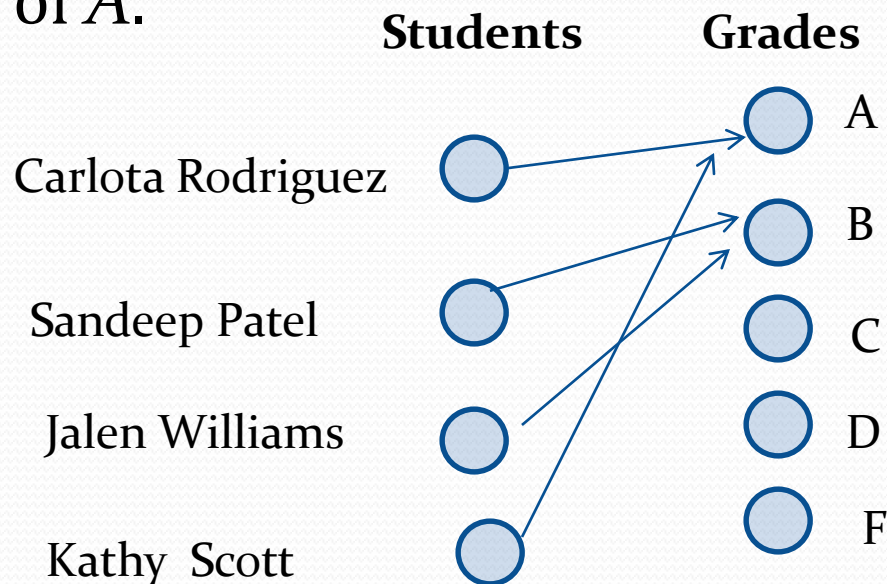 of A.
Students Grades
A
Carlota Rodriguez
B
Sandeep Patel
C
Jalen Williams
D
F
Kathy Scott